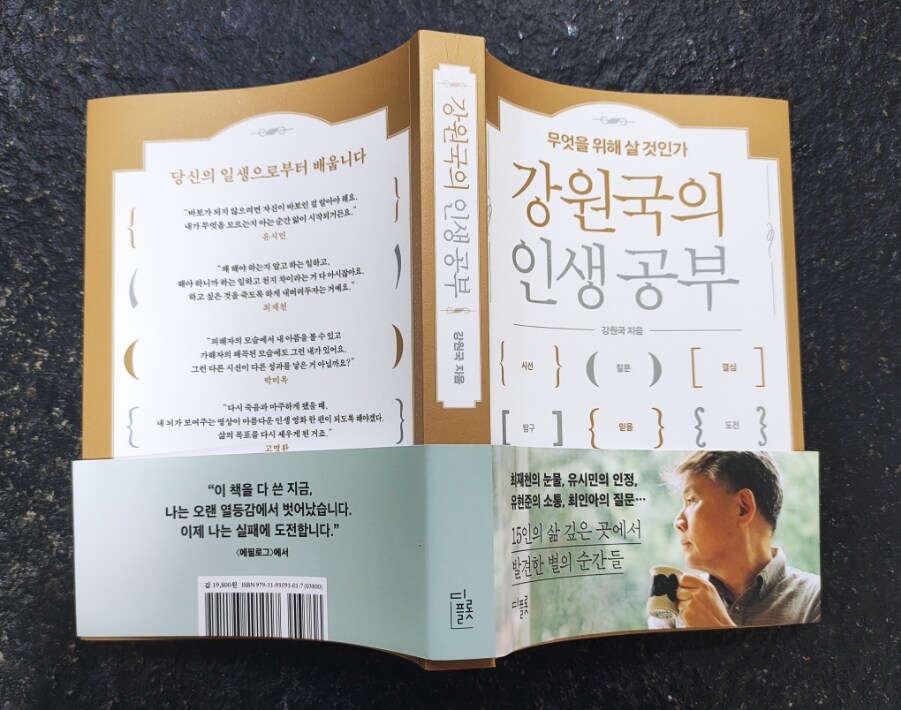 당신의 일생으로부터 배웁니다
“바보가 되지 않으려면 자신이 바보인 걸 알아야 해요.
내가 무엇을 모르는지 아는 순간 앎이 시작되거든요.”
유시민
“왜 해야 하는지 알고 하는 일하고,
해야 하니까 하는 일하고 천지 차이라는 거 다 아시잖아요.
하고 싶은 것을 죽도록 하게 내버려두자는 거예요.”
최재천
“피해자의 모습에서 내 아픔을 볼 수 있고
가해자의 왜곡된 모습에도 그런 내가 있어요.
그런 다른 시선이 다른 성과를 낳은 거 아닐까요?”
박미옥
“다시 죽음과 마주하게 됐을 때,
내 뇌가 보여주는 영상이 아름다운 인생 영화 한 편이 되도록 해야겠다.
삶의 목표를 다시 세우게 된 거죠.”
고명환
“이 책을 다 쓴 지금,
나는 오랜 열등감에서 벗어났습니다.
이제 나는 실패에 도전합니다.”
〈에필로그〉에서
값 19,800원 ISBN 979-11-93591-01-7 (03800)
강원국의 인생 공부
강원국 지음
디플롯
무엇을 위해 살 것인가
강원국의
인생 공부
강원국 지음
시선 질문 결심
탐구 믿음 도전
최재천의 눈물, 유시민의 인정,
유현준의 소통, 최인아의 질문…
15인의 삶 깊은 곳에서
발견한 별의 순간들
디플롯